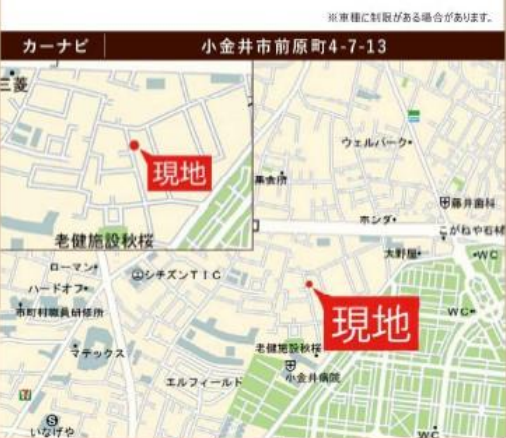 ※車種に制限がある場合があります。
カーナビ 小金井市前原町4-7-13
三菱
現地
老健施設秋桜
ウェルパーク
集会所
藤井歯科
ホンダ
こがねや石材
大野屋
WC
ローマン
シチズンTIC
ハードオフ
WC
市町村職員研修所
現地
マテックス
老健施設秋桜
エルフィールド
小金井病院
いなげや
WC